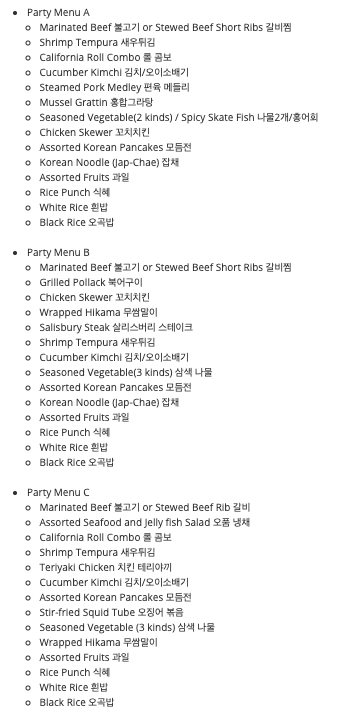 Party Menu A
Marinated Beef 불고기 or Stewed Beef Short Ribs 갈비찜
Shrimp Tempura 새우튀김
California Roll Combo 롤 콤보
Cucumber Kimchi 김치/오이소배기
Steamed Pork Medley 편육 메들리
Mussel Grattin 홍합그라탕
Seasoned Vegetable(2 kinds) / Spicy Skate Fish 나물2개/홍어회
Chicken Skewer 꼬치치킨
Assorted Korean Pancakes 모듬전
Korean Noodle (Jap-Chae) 잡채
Assorted Fruits 과일
Rice Punch 식혜
White Rice 흰밥
Black Rice 오곡밥
Party Menu B
Marinated Beef 불고기 or Stewed Beef Short Ribs 갈비찜
Grilled Pollack 북어구이
Chicken Skewer 꼬치치킨
Wrapped Hikama 무쌈말이
Salisbury Steak 살리스버리 스테이크
Shrimp Tempura 새우튀김
Cucumber Kimchi 김치/오이소배기
Seasoned Vegetable(3 kinds) 삼색 나물
Assorted Korean Pancakes 모듬전
Korean Noodle (Jap-Chae) 잡채
Assorted Fruits 과일
Rice Punch 식혜
White Rice 흰밥
Black Rice 오곡밥
Party Menu C
Marinated Beef 불고기 or Stewed Beef Rib 갈비
Assorted Seafood and Jelly fish Salad 오품 냉채
California Roll Combo 롤 콤보
Shrimp Tempura 새우튀김
Teriyaki Chicken 치킨 테리야끼
Cucumber Kimchi 김치/오이소배기
Assorted Korean Pancakes 모듬전
Stir-fried Squid Tube 오징어 볶음
Seasoned Vegetable (3 kinds) 삼색 나물
Wrapped Hikama 무쌈말이
Assorted Fruits 과일
Rice Punch 식혜
White Rice 흰밥
Black Rice 오곡밥